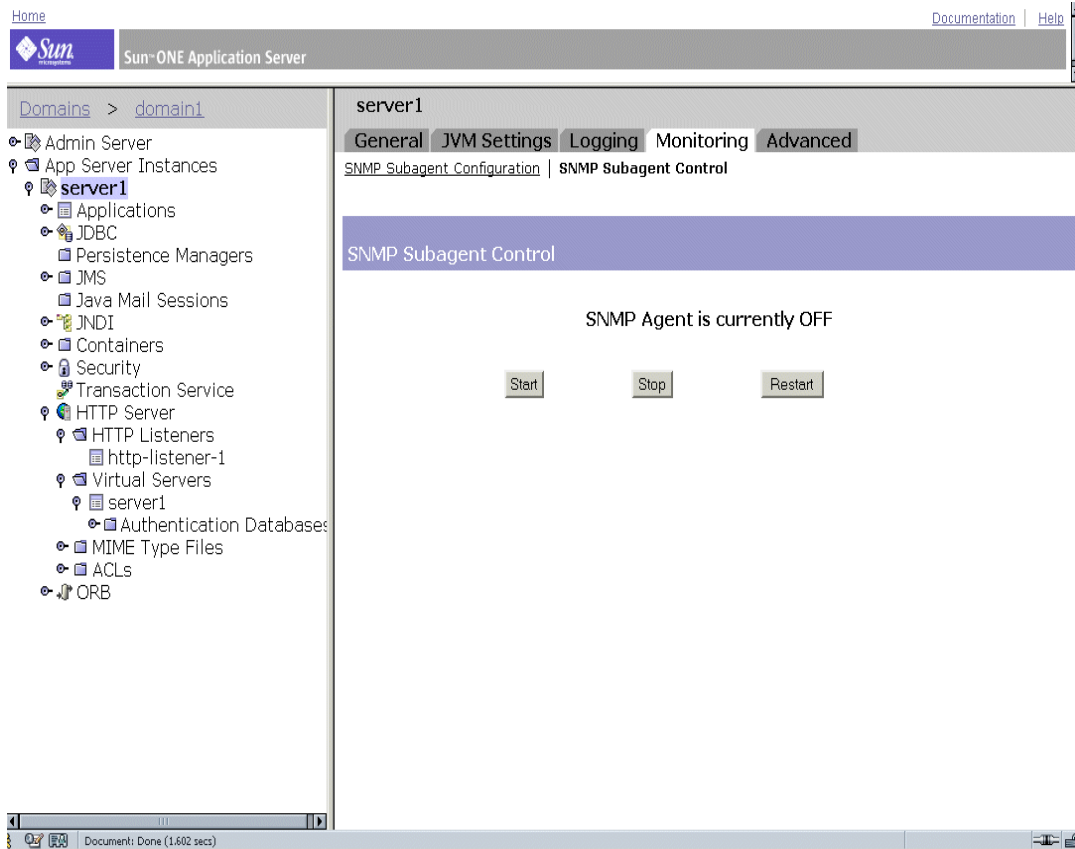 Home
Documentation | Help
Sun
microsystems
Sun™ ONE Application Server
Domains > domain1
Admin Server
App Server Instances
server1
Applications
JDBC
Persistence Managers
JMS
Java Mail Sessions
JNDI
Containers
Security
Transaction Service
HTTP Server
HTTP Listeners
http-listener-1
Virtual Servers
server1
Authentication Databases
MIME Type Files
ACLs
ORB
server1
General JVM Settings Logging Monitoring Advanced
SNMP Subagent Configuration | SNMP Subagent Control
SNMP Subagent Control
SNMP Agent is currently OFF
Start Stop Restart
Document: Done (1.602 secs)